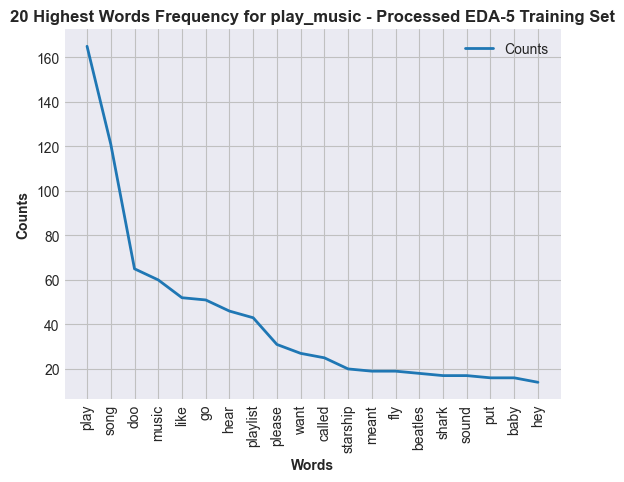 20 Highest Words Frequency for play_music - Processed EDA-5 Training Set
Counts
160
140
120
100
80
60
40
20
Counts
play
song
doo
music
like
go
hear
playlist
please
want
called
starship
meant
fly
beatles
shark
sound
put
baby
hey
Words